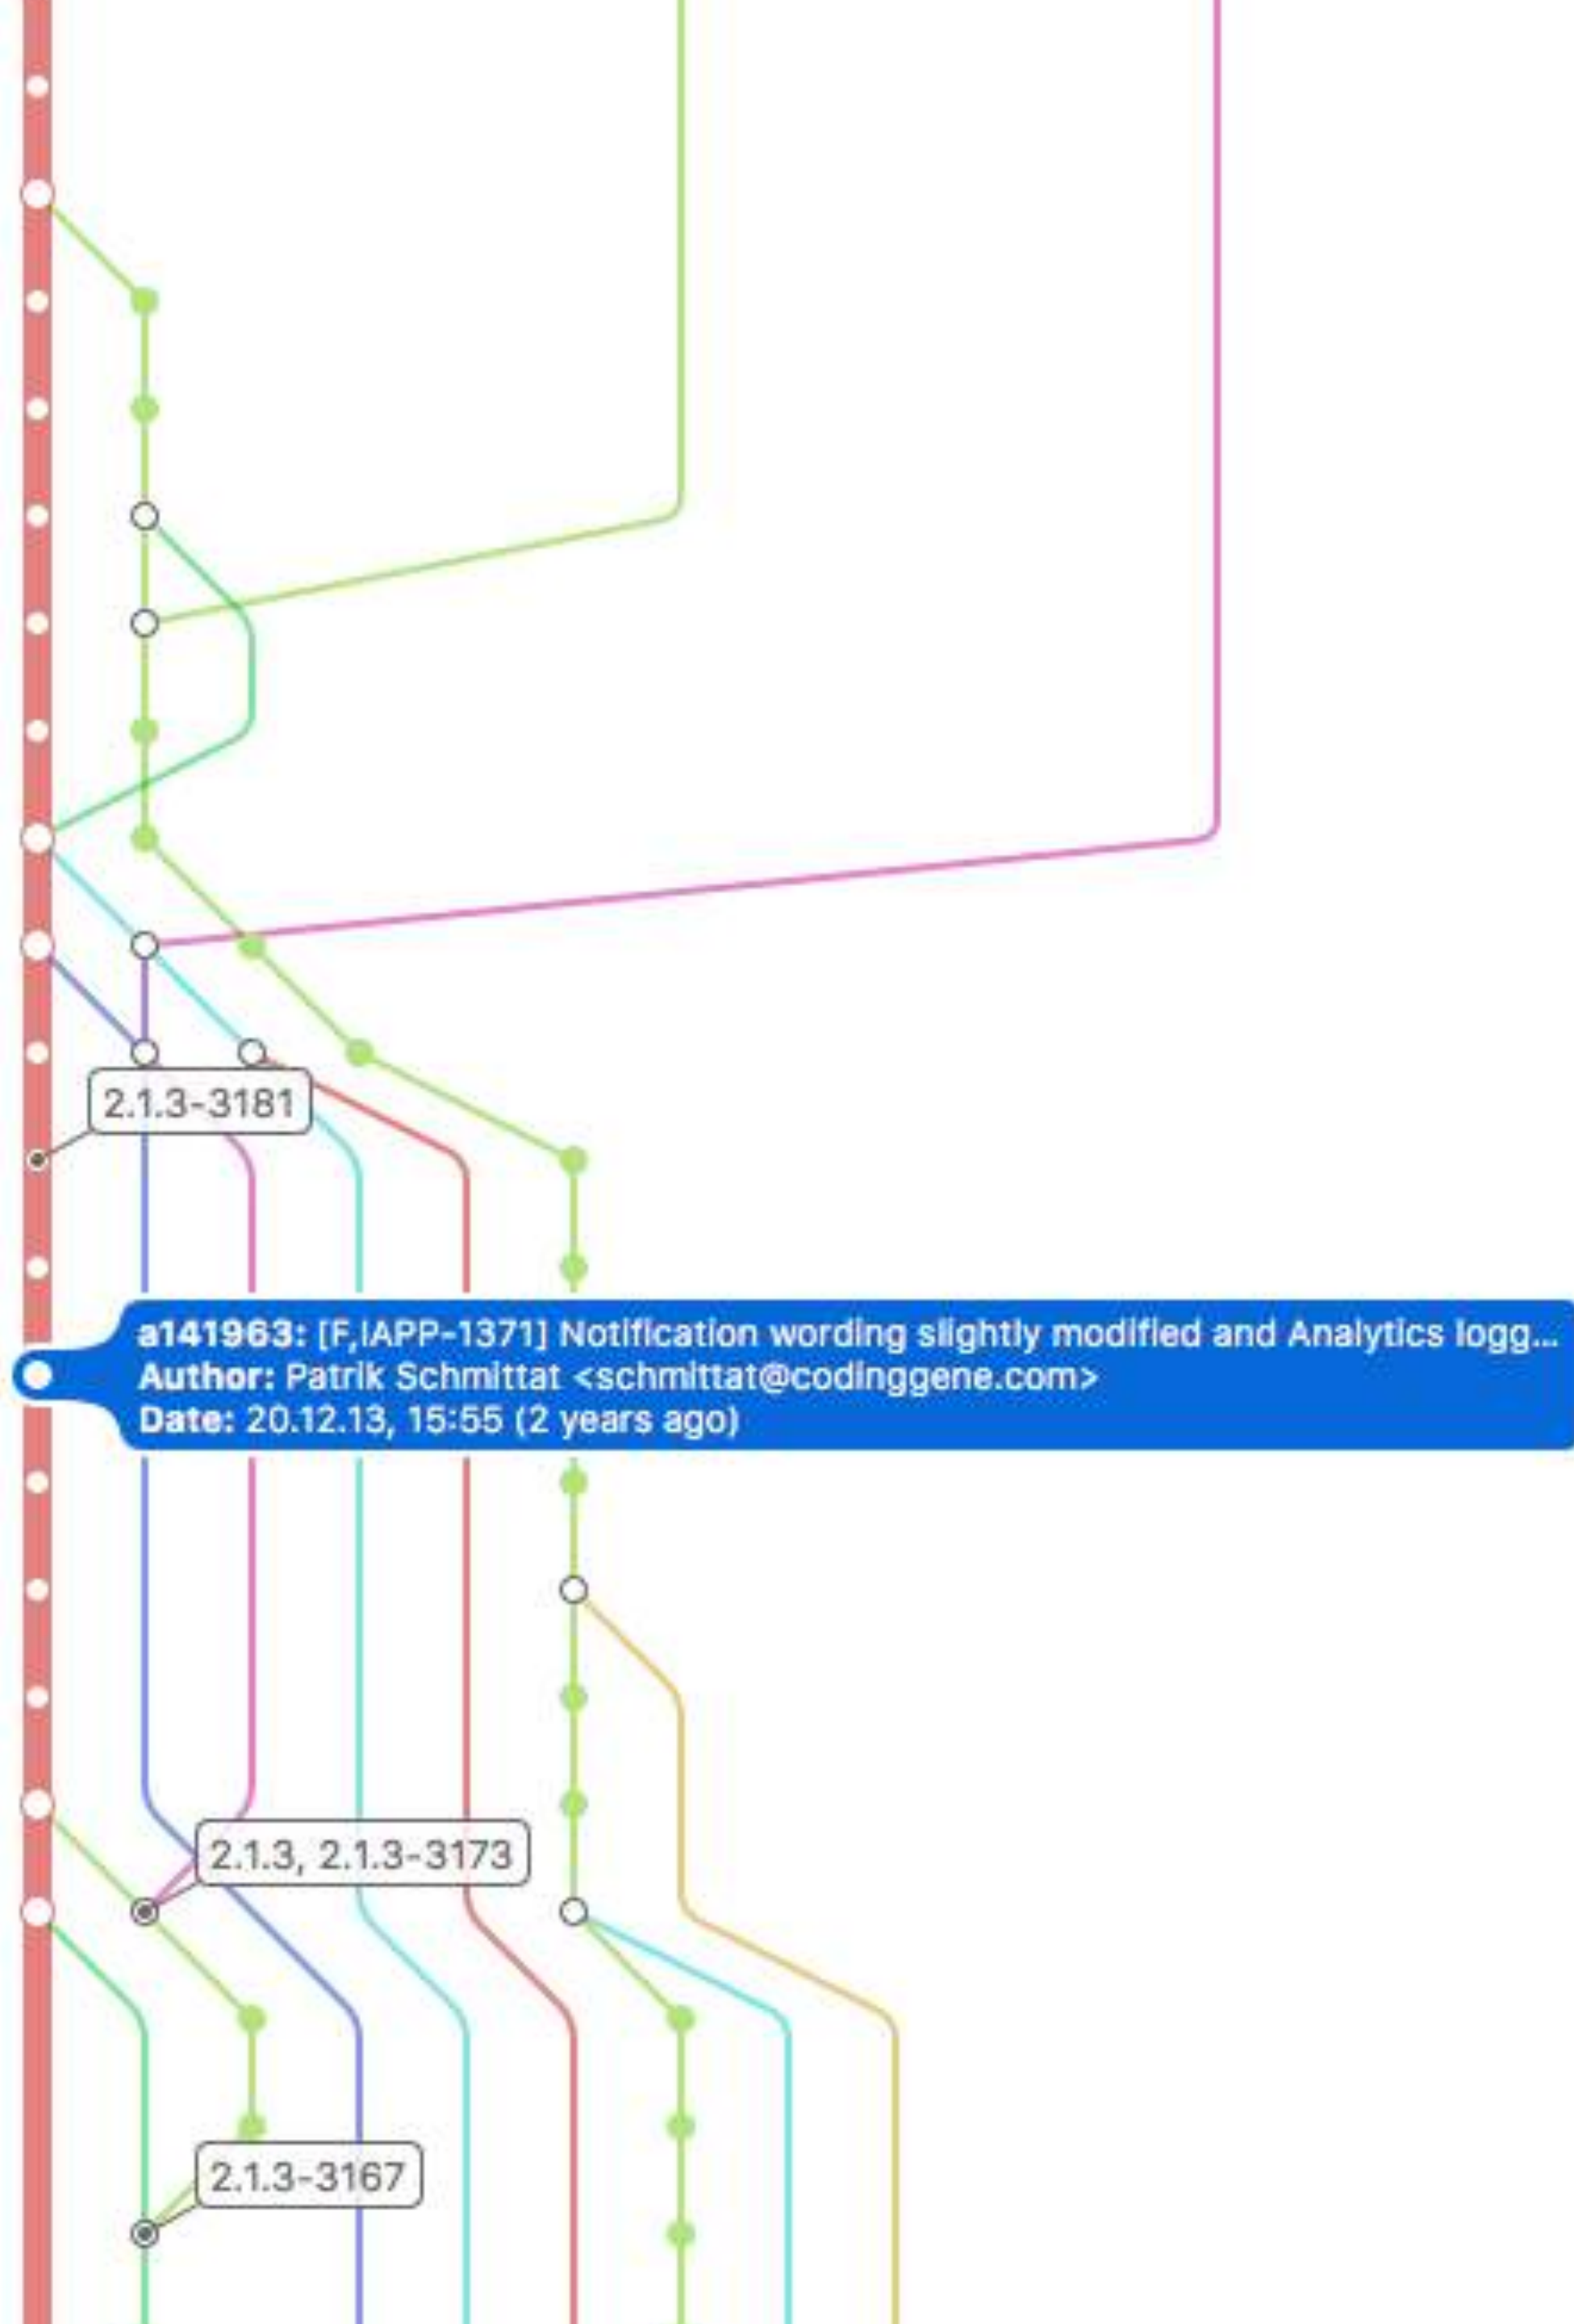 2.1.3-3181
a141963: [F,IAPP-1371] Notification wording slightly modified and Analytics logg...
Author: Patrik Schmittat <schmittat@codinggene.com>
Date: 20.12.13, 15:55 (2 years ago)
2.1.3, 2.1.3-3173
2.1.3-3167